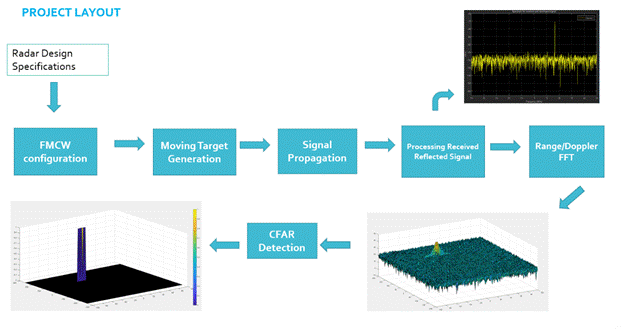 PROJECT LAYOUT
Radar Design
Specifications
FMCW
configuration
Moving Target
Generation
Signal
Propagation
Processing Received
Reflected Signal
Range/Doppler
FFT
CFAR
Detection